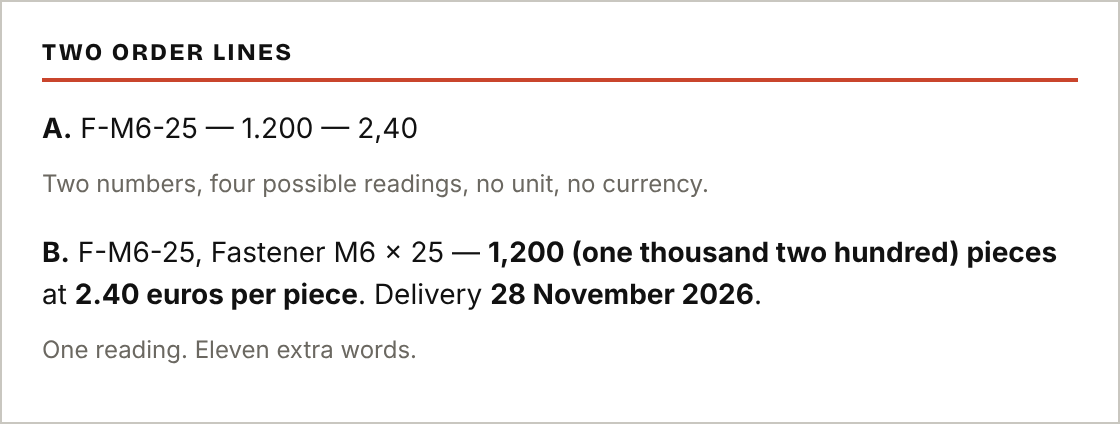 TWO ORDER LINES
A. F-M6-25 — 1.200 — 2,40
Two numbers, four possible readings, no unit, no currency.
B. F-M6-25, Fastener M6 × 25 — 1,200 (one thousand two hundred) pieces
at 2.40 euros per piece. Delivery 28 November 2026.
One reading. Eleven extra words.